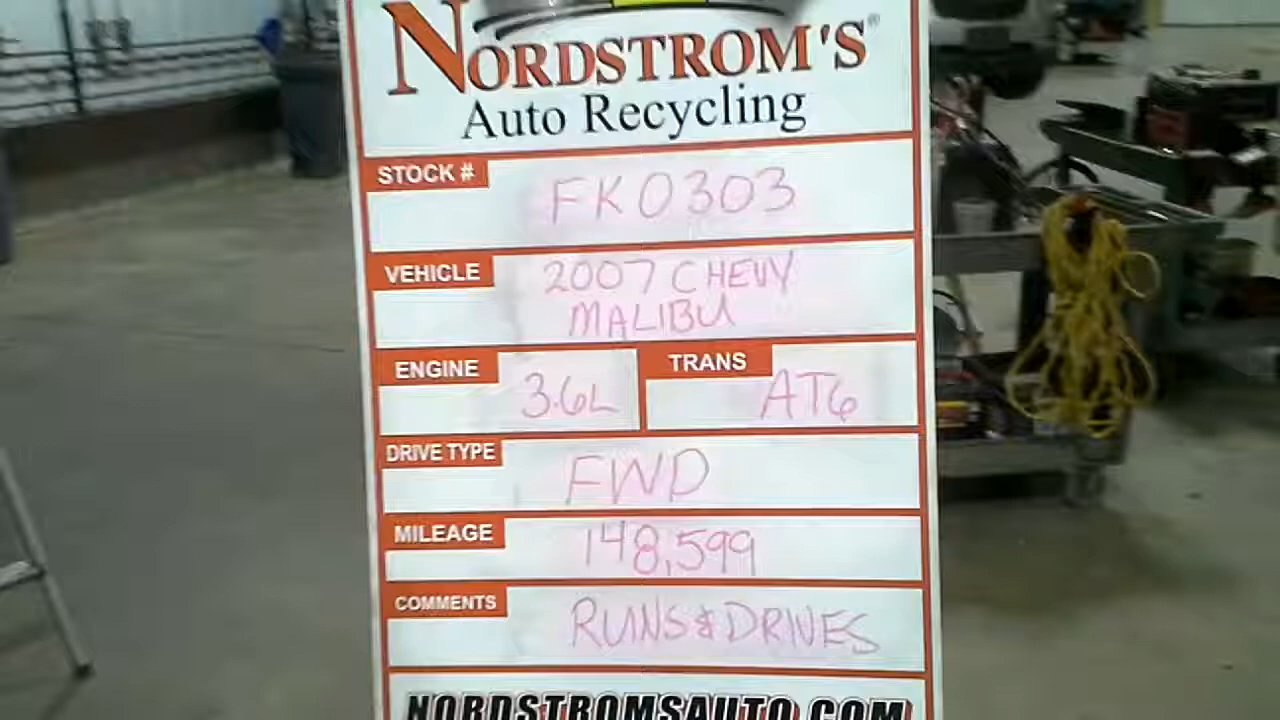 NORDSTROM'S®
Auto Recycling
STOCK # FK0303
VEHICLE 2007 CHEVY
MALIBU
ENGINE 3.6L TRANS AT6
DRIVE TYPE FWD
MILEAGE 148,599
COMMENTS RUNS & DRIVES
NORDSTROMSAUTO.COM